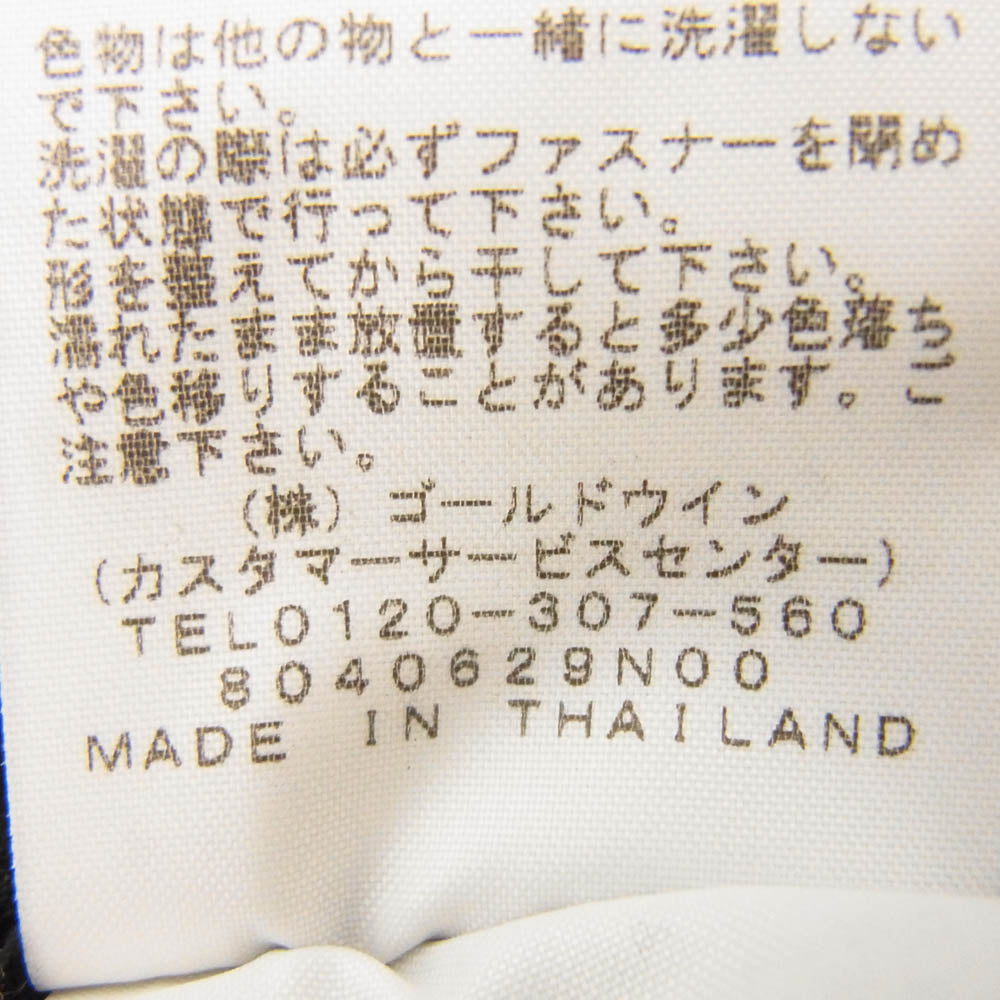 色物は他の物と一緒に洗濯しない
で下さい。
洗濯の際は必ずファスナーを閉め
た状態で行って下さい。
形を整えてから干して下さい。
濡れたまま放置すると多少色落ち
や色移りすることがあります。ご
注意下さい。
(株) ゴールドウイン
(カスタマーサービスセンター)
TEL0120-307-560
8040629N00
MADE IN THAILAND